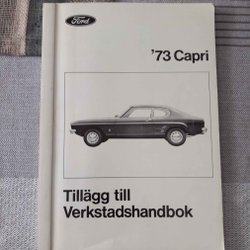 Ford
'73 Capri
Tillägg till
Verkstadshandbok